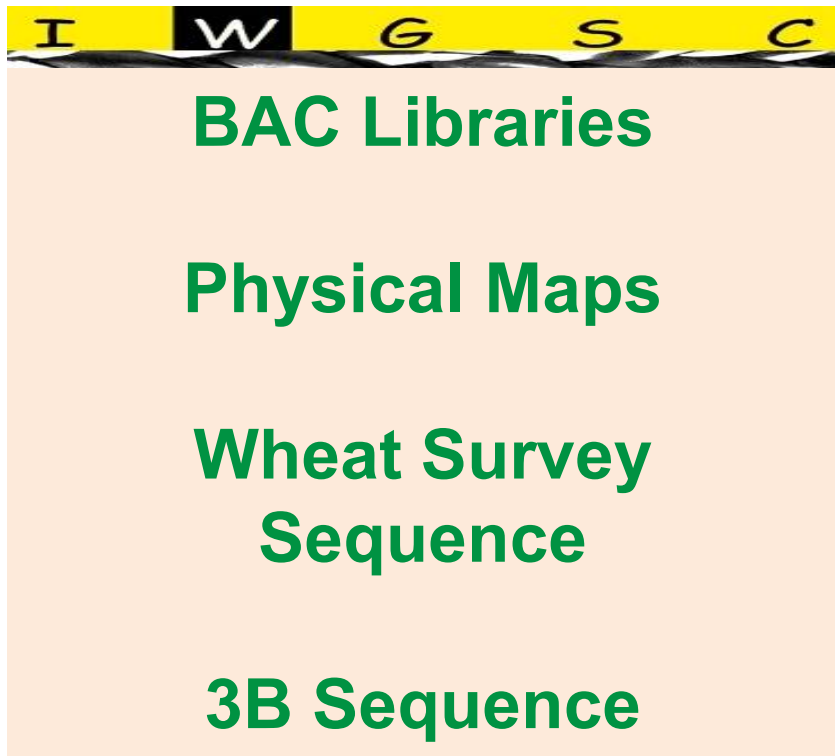 I W G S C
BAC Libraries
Physical Maps
Wheat Survey
Sequence
3B Sequence